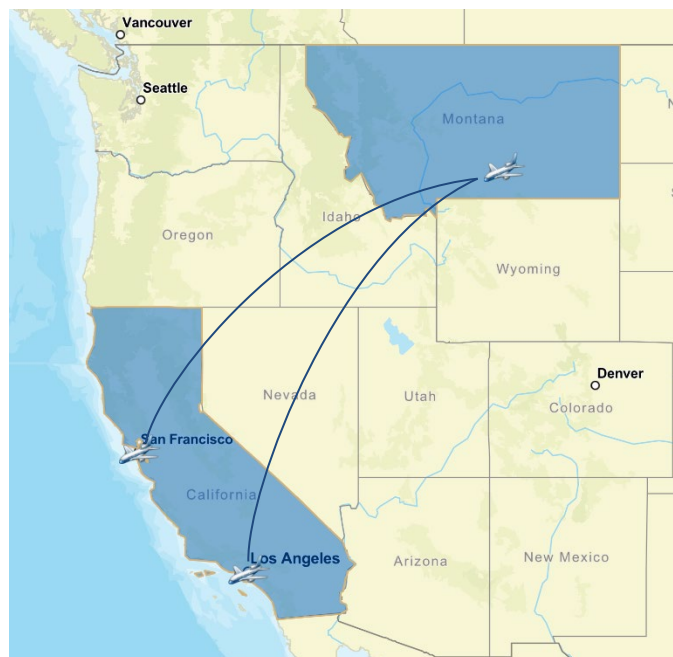 Vancouver
Seattle
Montana
N
Idaho
Oregon
S
Wyoming
Denver
Nevada
Utah
Colorado
San Francisco
California
Los Angeles
Arizona
New Mexico